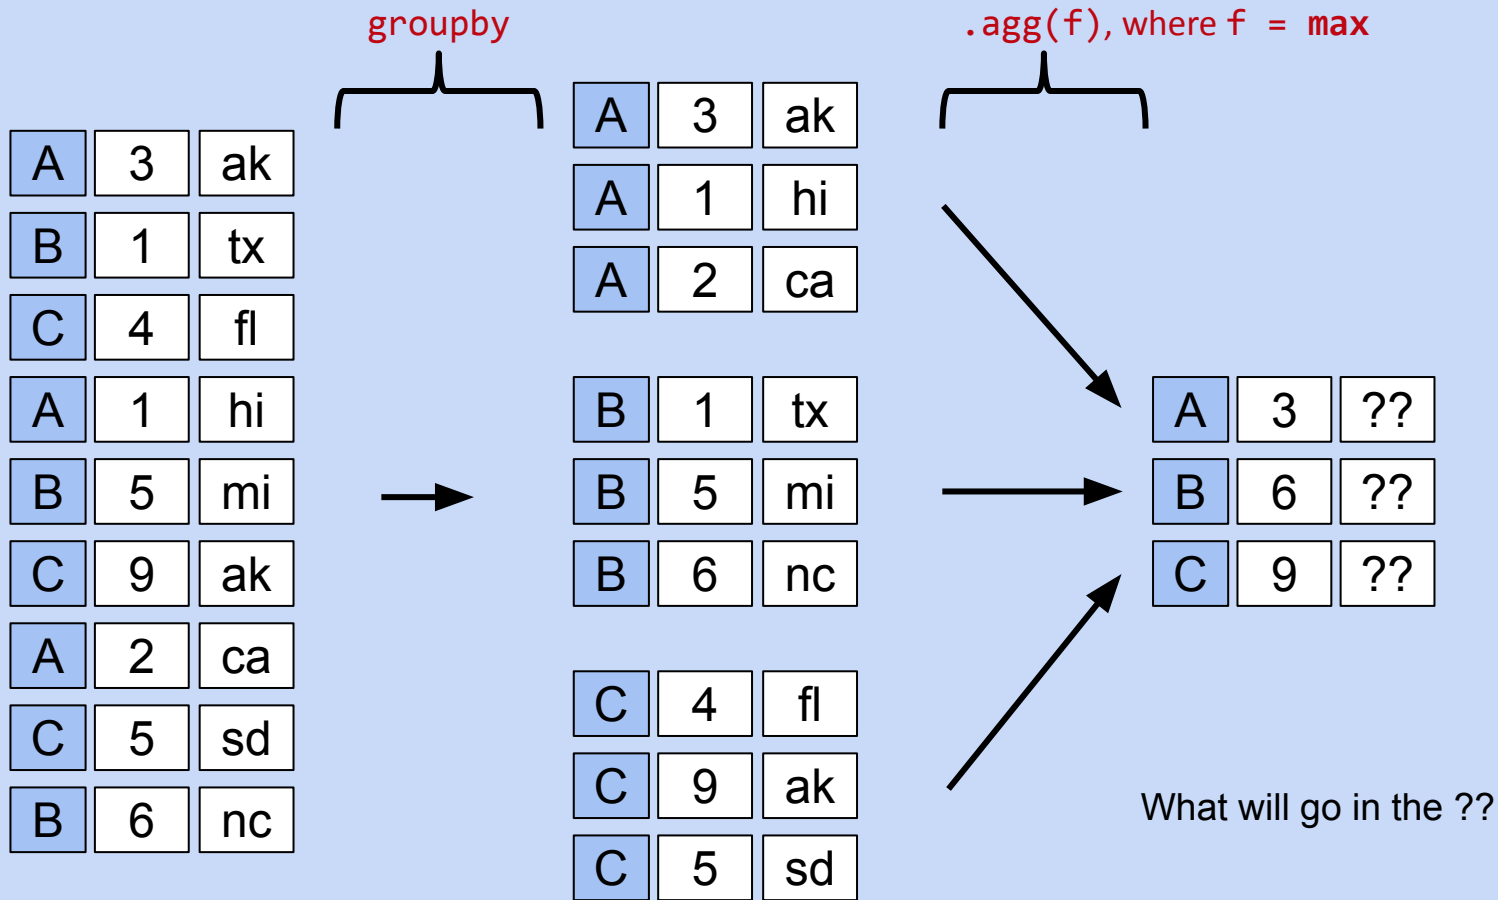 groupby
.agg(f), where f = max
A 3 ak
B 1 tx
C 4 fl
A 1 hi
B 5 mi
C 9 ak
A 2 ca
C 5 sd
B 6 nc
A 3 ak
A 1 hi
A 2 ca
B 1 tx
B 5 mi
B 6 nc
C 4 fl
C 9 ak
C 5 sd
A 3 ??
B 6 ??
C 9 ??
What will go in the ??